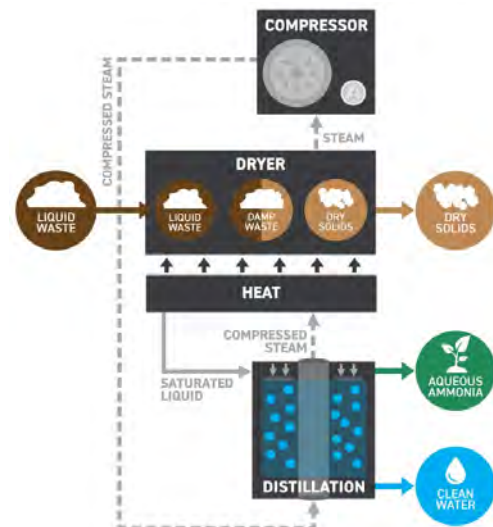 COMPRESSOR
COMPRESSED STEAM
STEAM
DRYER
LIQUID
WASTE
LIQUID
WASTE
DAMP
WASTE
DRY
SOLIDS
DRY
SOLIDS
HEAT
COMPRESSED
STEAM
SATURATED
LIQUID
AQUEOUS
AMMONIA
DISTILLATION
CLEAN
WATER